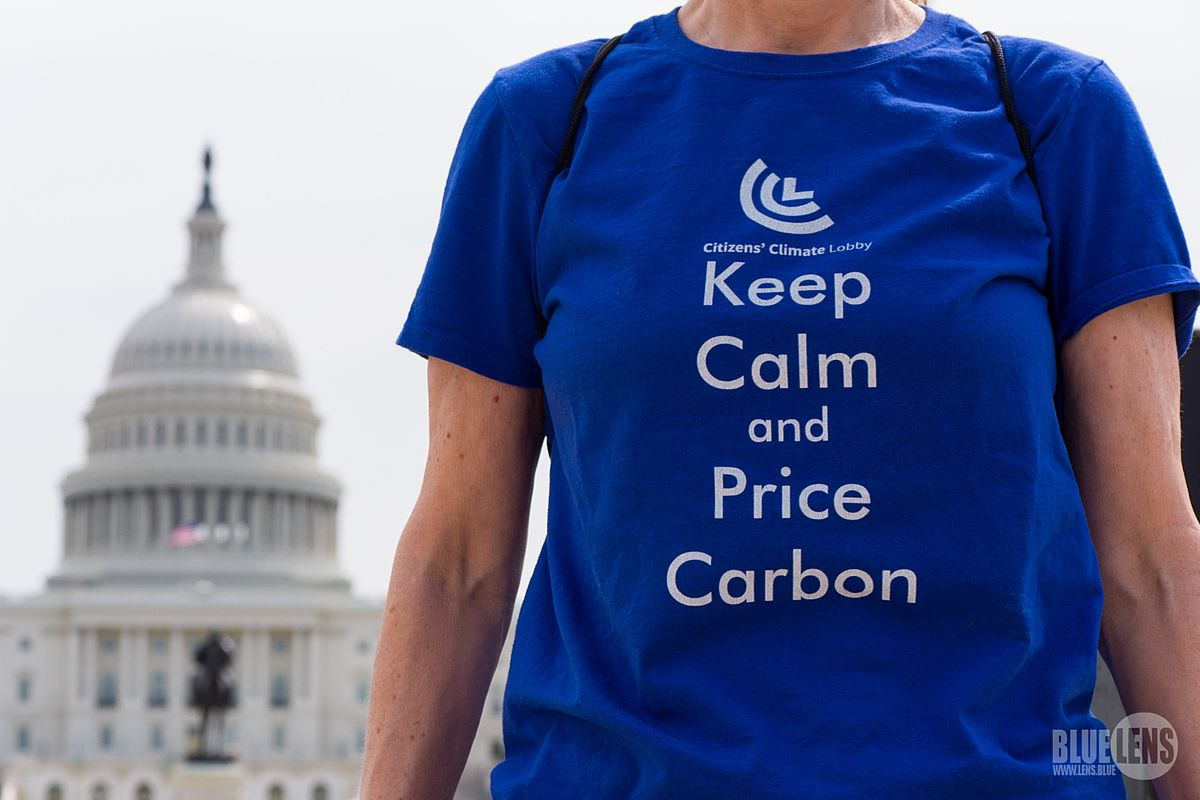 Citizens' Climate Lobby
Keep
Calm
and
Price
Carbon
BLUELENS
WWW.LENS.BLUE